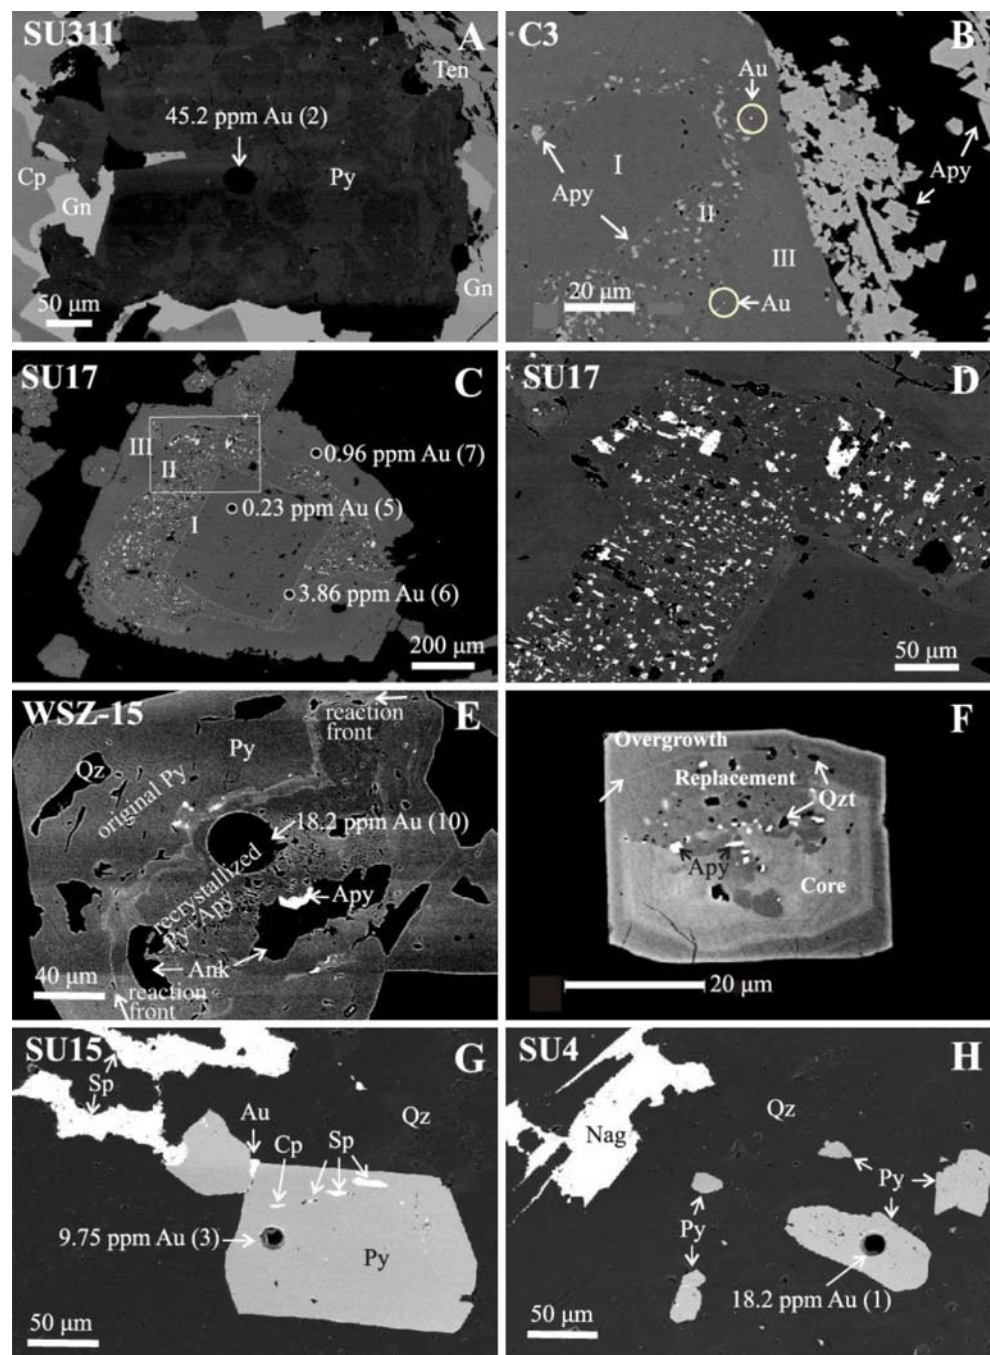 SU311
A
Ten
45.2 ppm Au (2)
Cp
Py
Gn
Gn
50 μm
C3
B
Au
I
Apy
Apy
II
III
20 μm
Au
SU17
C
III
II
0.96 ppm Au (7)
0.23 ppm Au (5)
I
3.86 ppm Au (6)
200 μm
SU17
D
50 μm
WSZ-15
E
reaction
front
Py
Qz
original Py
18.2 ppm Au (10)
recrystallized
Py+Apy
Apy
Ank
40 μm
reaction
front
F
Overgrowth
Replacement
Qzt
Apy
Core
20 μm
SU15
G
Sp
Qz
Au
Cp
Sp
9.75 ppm Au (3)
Py
50 μm
SU4
H
Qz
Nag
Py
Py
18.2 ppm Au (1)
50 μm